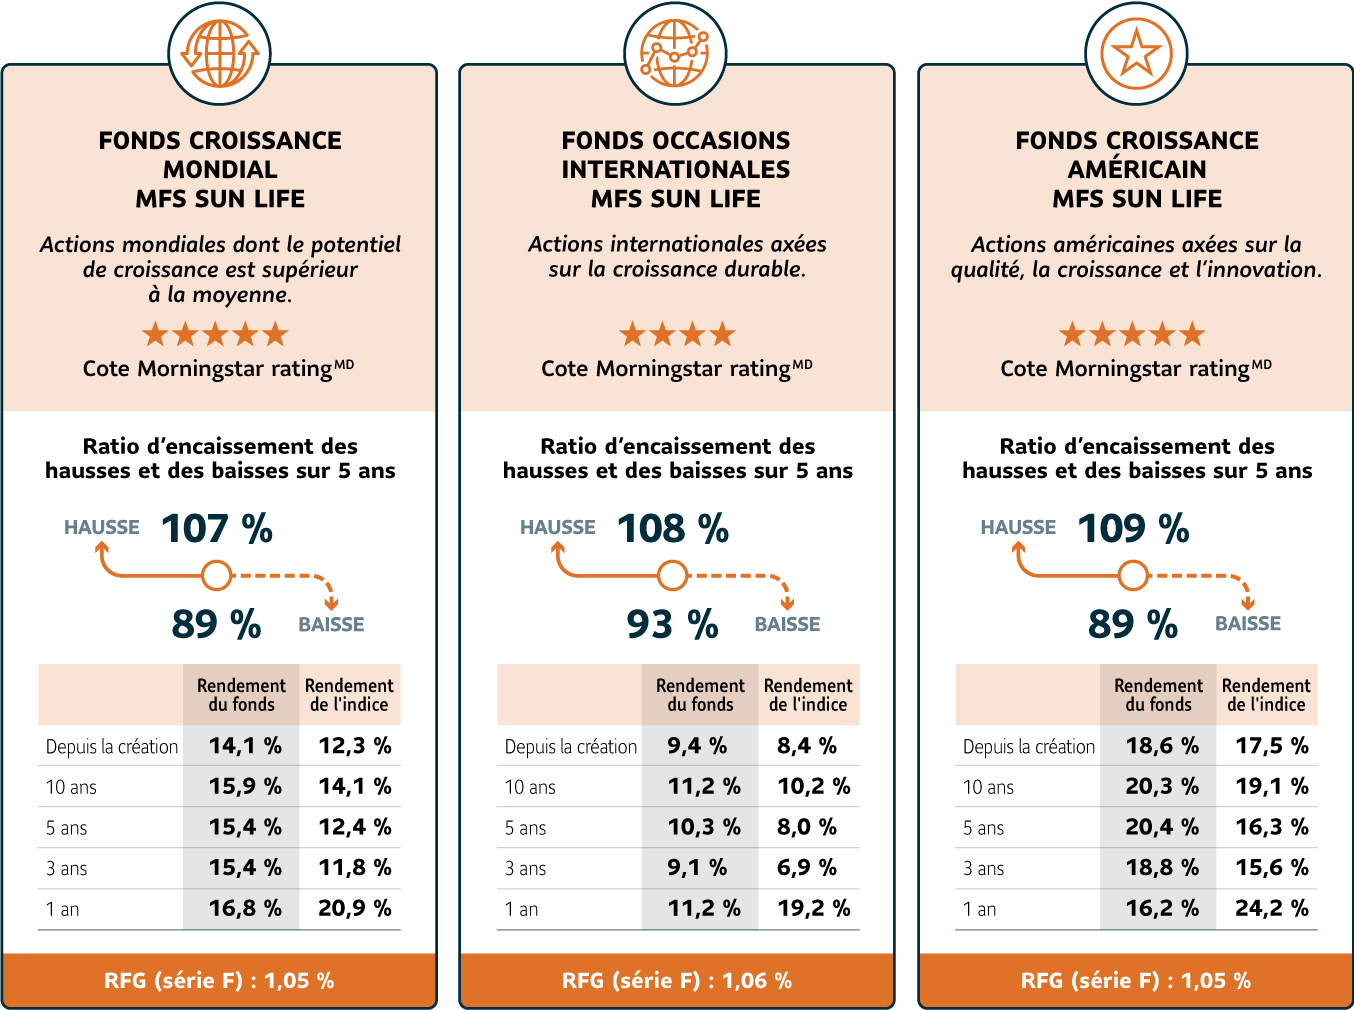 FONDS CROISSANCE
MONDIAL
MFS SUN LIFE
Actions mondiales dont le potentiel
de croissance est supérieur
à la moyenne.
Cote Morningstar rating MD
Ratio d’encaissement des
hausses et des baisses sur 5 ans
HAUSSE 107 %
89 % BAISSE
Rendement du fonds Rendement de l'indice
Depuis la création 14,1 % 12,3 %
10 ans 15,9 % 14,1 %
5 ans 15,4 % 12,4 %
3 ans 15,4 % 11,8 %
1 an 16,8 % 20,9 %
RFG (série F) : 1,05 %
FONDS OCCASIONS
INTERNATIONALES
MFS SUN LIFE
Actions internationales axées
sur la croissance durable.
Cote Morningstar rating MD
Ratio d’encaissement des
hausses et des baisses sur 5 ans
HAUSSE 108 %
93 % BAISSE
Rendement du fonds Rendement de l'indice
Depuis la création 9,4 % 8,4 %
10 ans 11,2 % 10,2 %
5 ans 10,3 % 8,0 %
3 ans 9,1 % 6,9 %
1 an 11,2 % 19,2 %
RFG (série F) : 1,06 %
FONDS CROISSANCE
AMÉRICAIN
MFS SUN LIFE
Actions américaines axées sur la
qualité, la croissance et l’innovation.
Cote Morningstar rating MD
Ratio d’encaissement des
hausses et des baisses sur 5 ans
HAUSSE 109 %
89 % BAISSE
Rendement du fonds Rendement de l'indice
Depuis la création 18,6 % 17,5 %
10 ans 20,3 % 19,1 %
5 ans 20,4 % 16,3 %
3 ans 18,8 % 15,6 %
1 an 16,2 % 24,2 %
RFG (série F) : 1,05 %